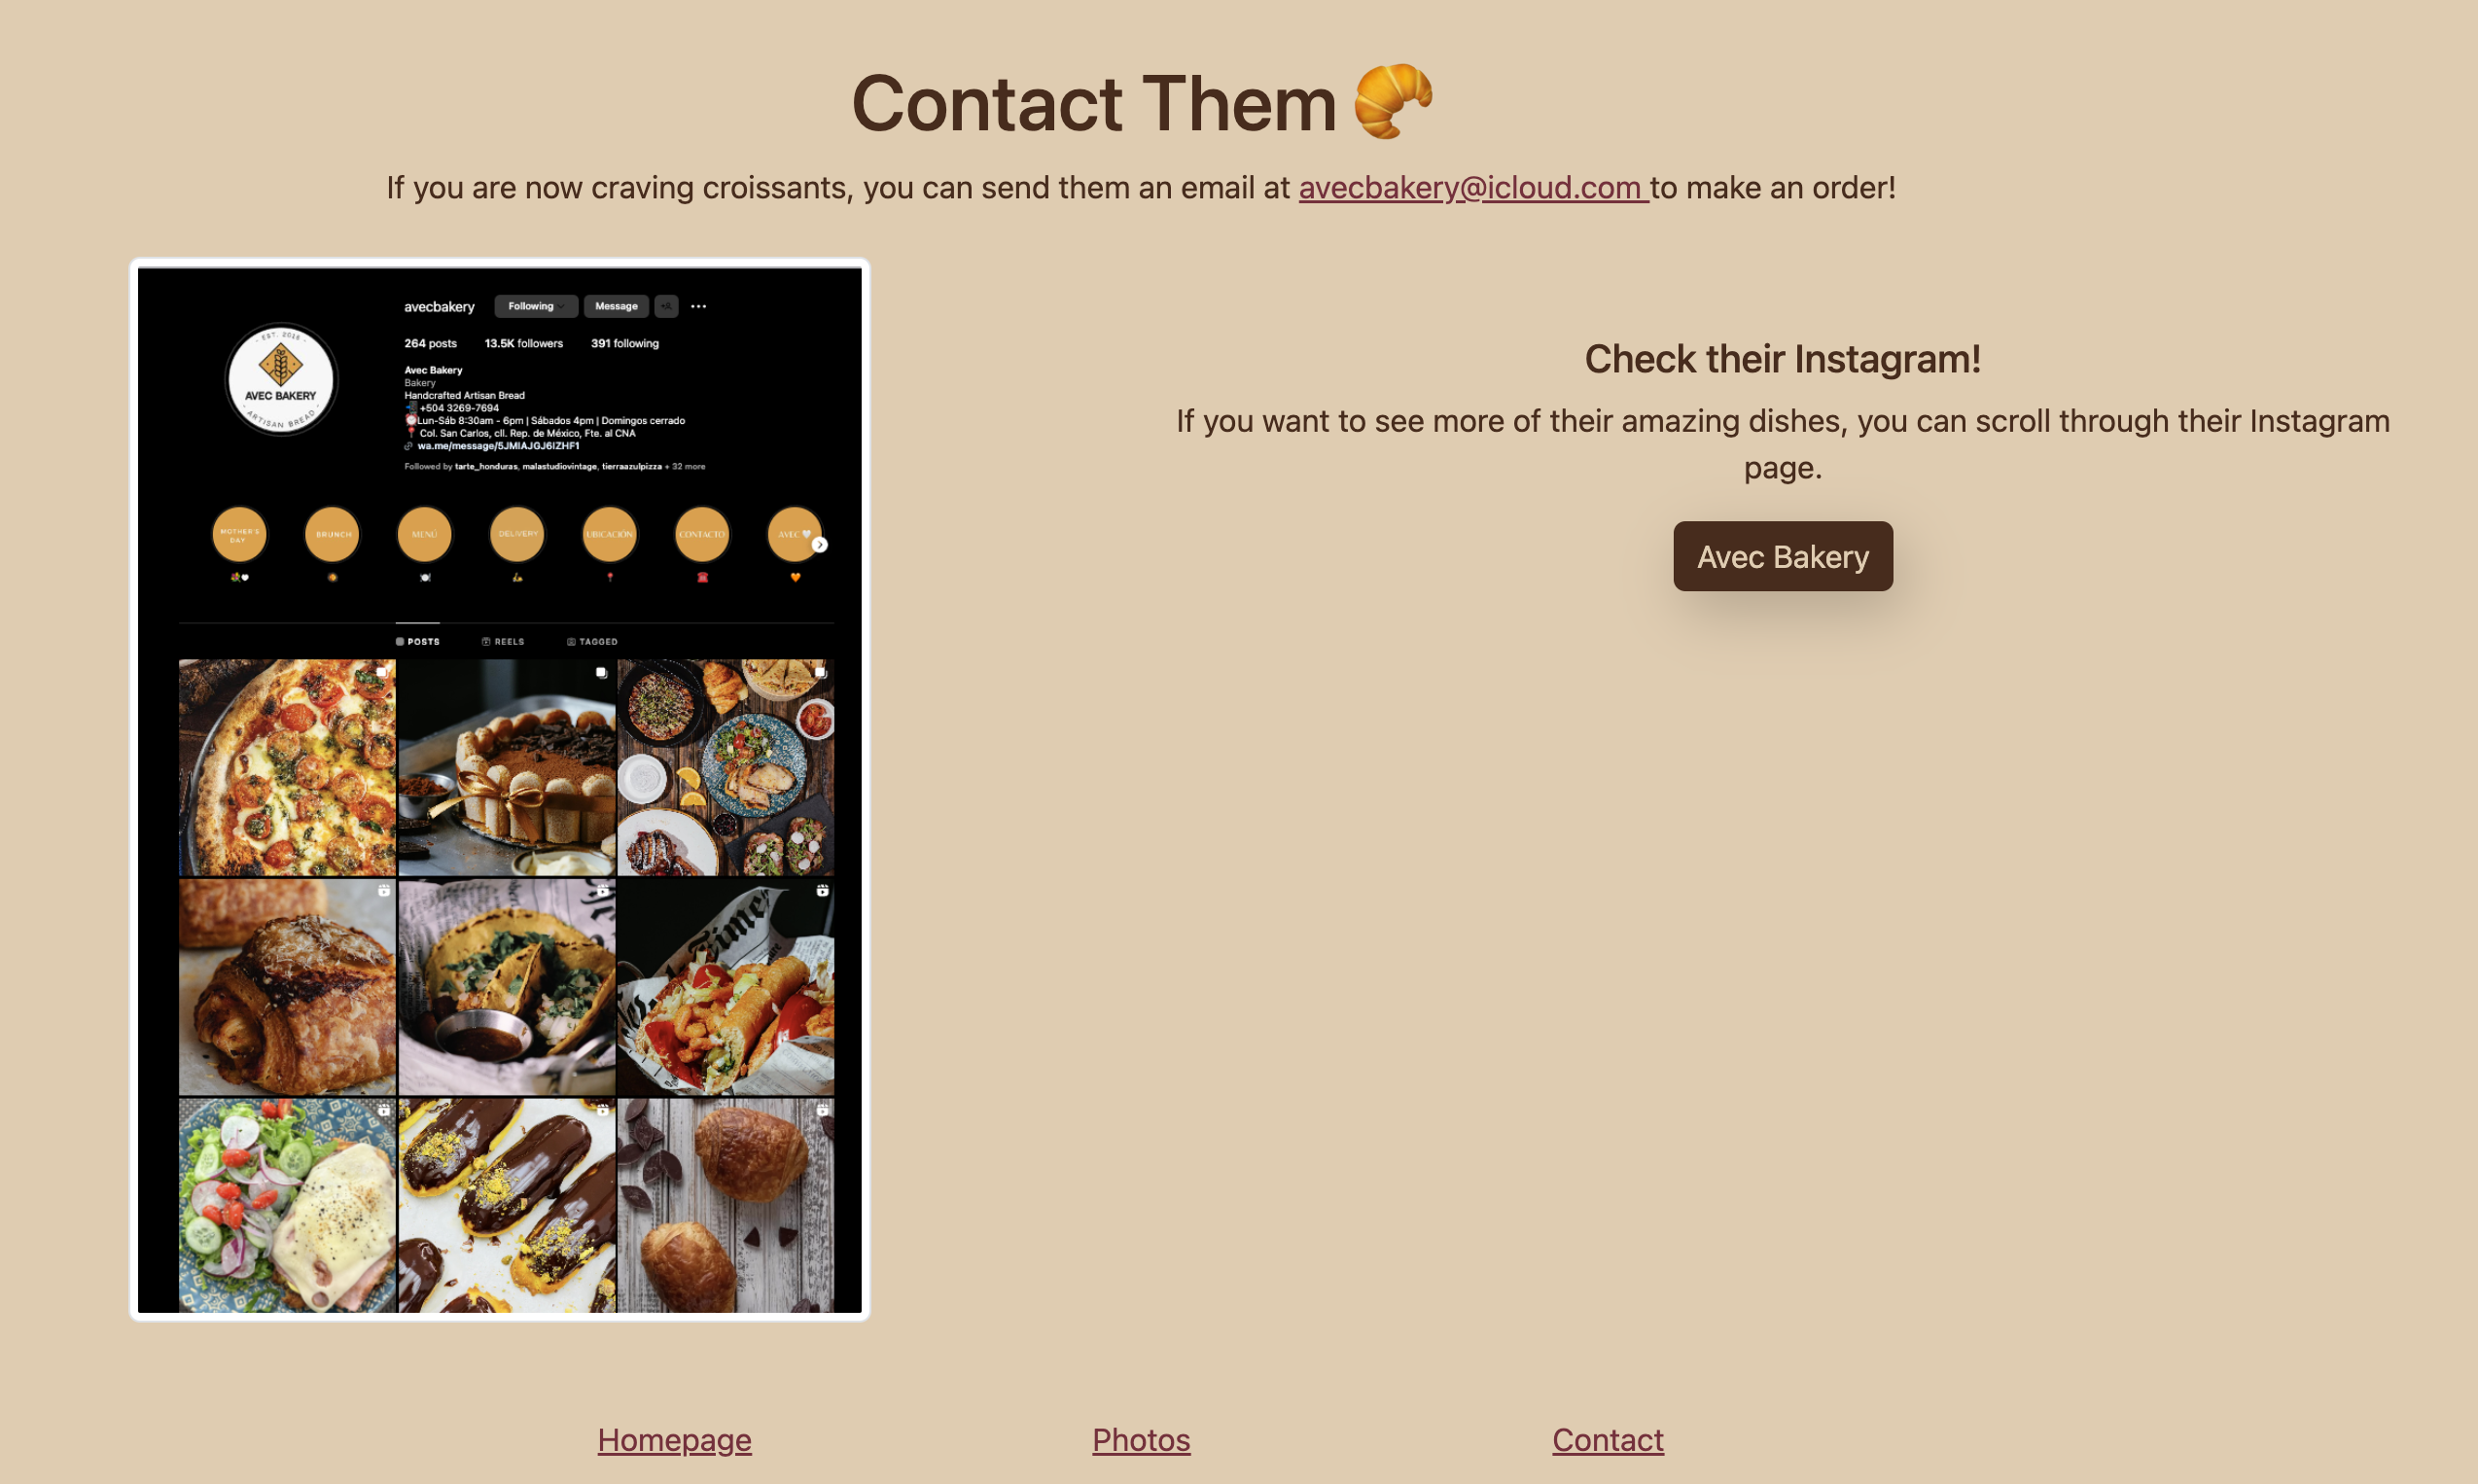 Contact Them 🥐
If you are now craving croissants, you can send them an email at avecbakery@icloud.com to make an order!
avecbakery Following Message
264 posts 13.5K followers 391 following
EST. 2016
AVEC BAKERY
ARTISAN BREAD
Avec Bakery
Bakery
Handcrafted Artisan Bread
+504 3269-7694
Lun-Sáb 8:30am - 6pm | Sábados 4pm | Domingos cerrado
Col. San Carlos, cll. Rep. de México, Fte. al CNA
wa.me/message/5JMIAJGJ6IZHF1
Followed by tarte_honduras, malastudiovintage, tierraazulpizza + 32 more
MOTHER'S DAY BRUNCH MENÚ DELIVERY UBICACIÓN CONTACTO AVEC 🤍
POSTS REELS TAGGED
Times
Check their Instagram!
If you want to see more of their amazing dishes, you can scroll through their Instagram
page.
Avec Bakery
Homepage Photos Contact